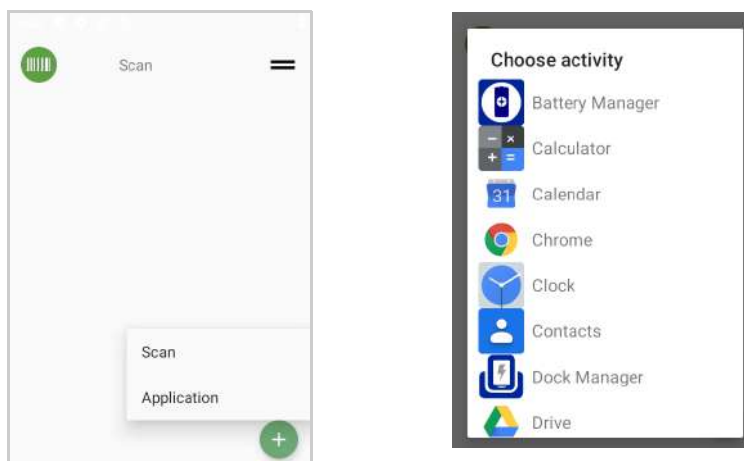 Scan
Scan
Application
Choose activity
Battery Manager
Calculator
31 Calendar
Chrome
Clock
Contacts
Dock Manager
Drive